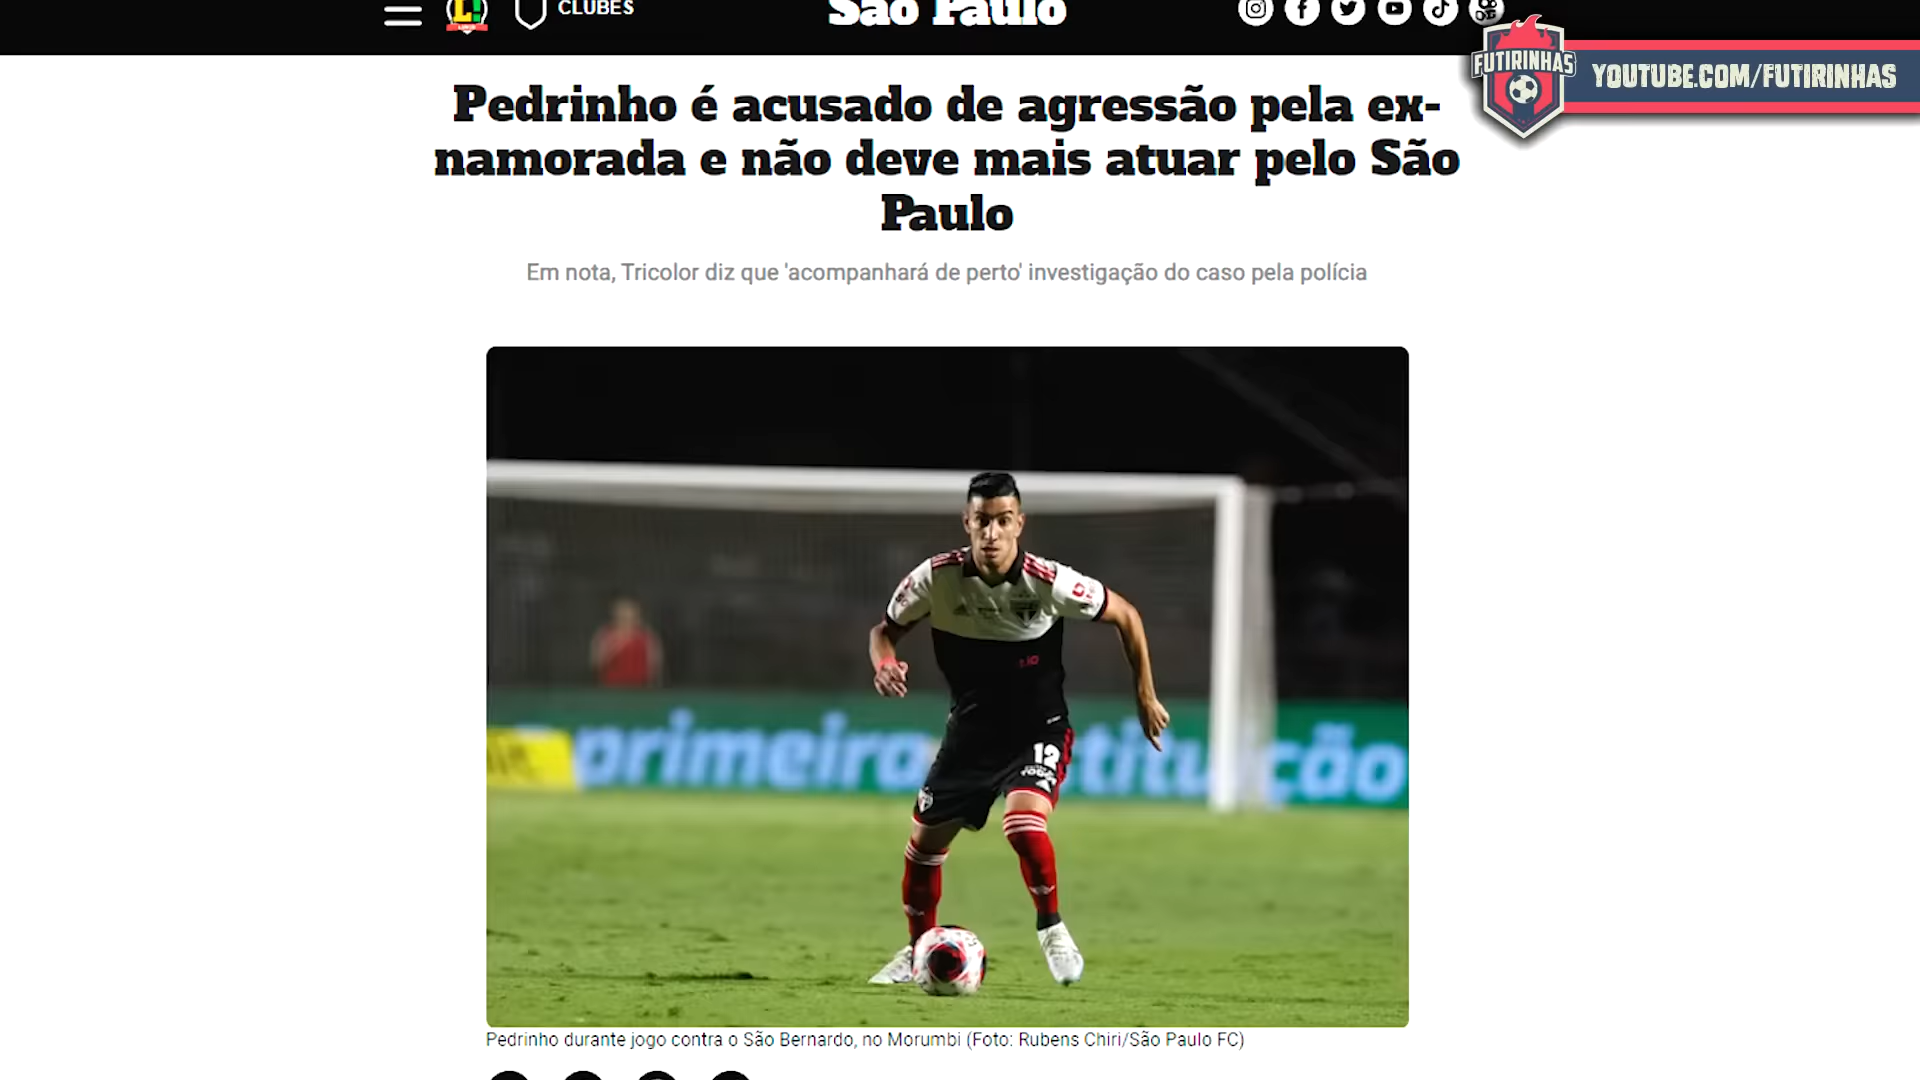 CLUBES
São Paulo
FUTIRINHAS
YOUTUBE.COM/FUTIRINHAS
Pedrinho é acusado de agressão pela ex-
namorada e não deve mais atuar pelo São
Paulo
Em nota, Tricolor diz que 'acompanhará de perto' investigação do caso pela polícia
primeira
ção
12
Pedrinho durante jogo contra o São Bernardo, no Morumbi (Foto: Rubens Chiri/São Paulo FC)